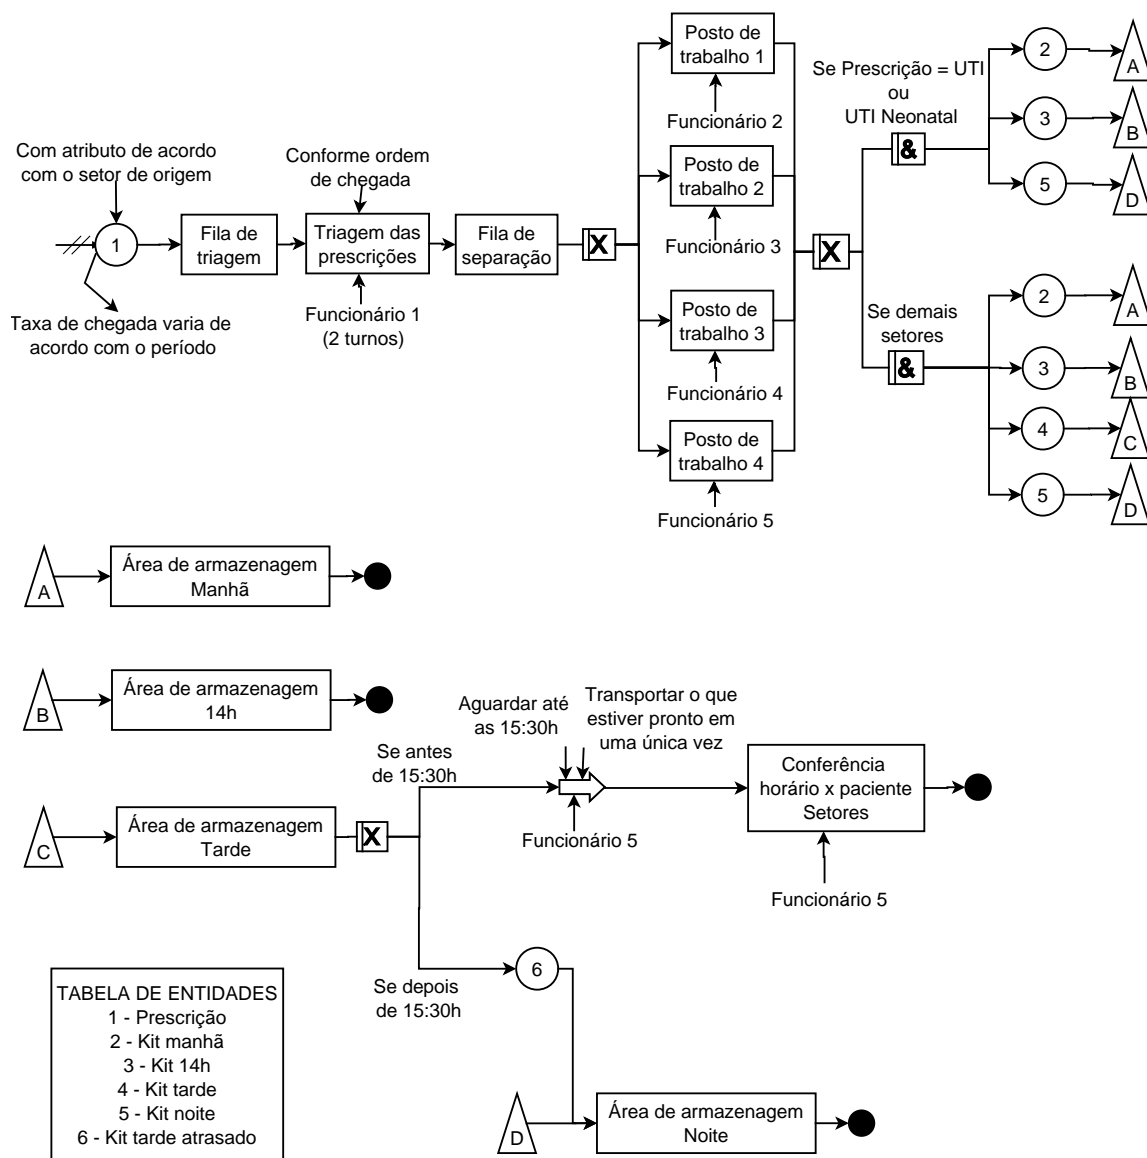 Com atributo de acordo
com o setor de origem
1
Taxa de chegada varia de
acordo com o período
Fila de
triagem
Conforme ordem
de chegada
Triagem das
prescrições
Funcionário 1
(2 turnos)
Fila de
separação
X
Posto de
trabalho 1
Funcionário 2
Posto de
trabalho 2
Funcionário 3
Posto de
trabalho 3
Funcionário 4
Posto de
trabalho 4
Funcionário 5
X
Se Prescrição = UTI
ou
UTI Neonatal
&
2
A
3
B
5
D
Se demais
setores
&
2
A
3
B
4
C
5
D
A
Área de armazenagem
Manhã
B
Área de armazenagem
14h
C
Área de armazenagem
Tarde
X
Se antes
de 15:30h
Aguardar até
as 15:30h
Transportar o que
estiver pronto em
uma única vez
Funcionário 5
Conferência
horário x paciente
Setores
Funcionário 5
Se depois
de 15:30h
6
D
Área de armazenagem
Noite
TABELA DE ENTIDADES
1 - Prescrição
2 - Kit manhã
3 - Kit 14h
4 - Kit tarde
5 - Kit noite
6 - Kit tarde atrasado